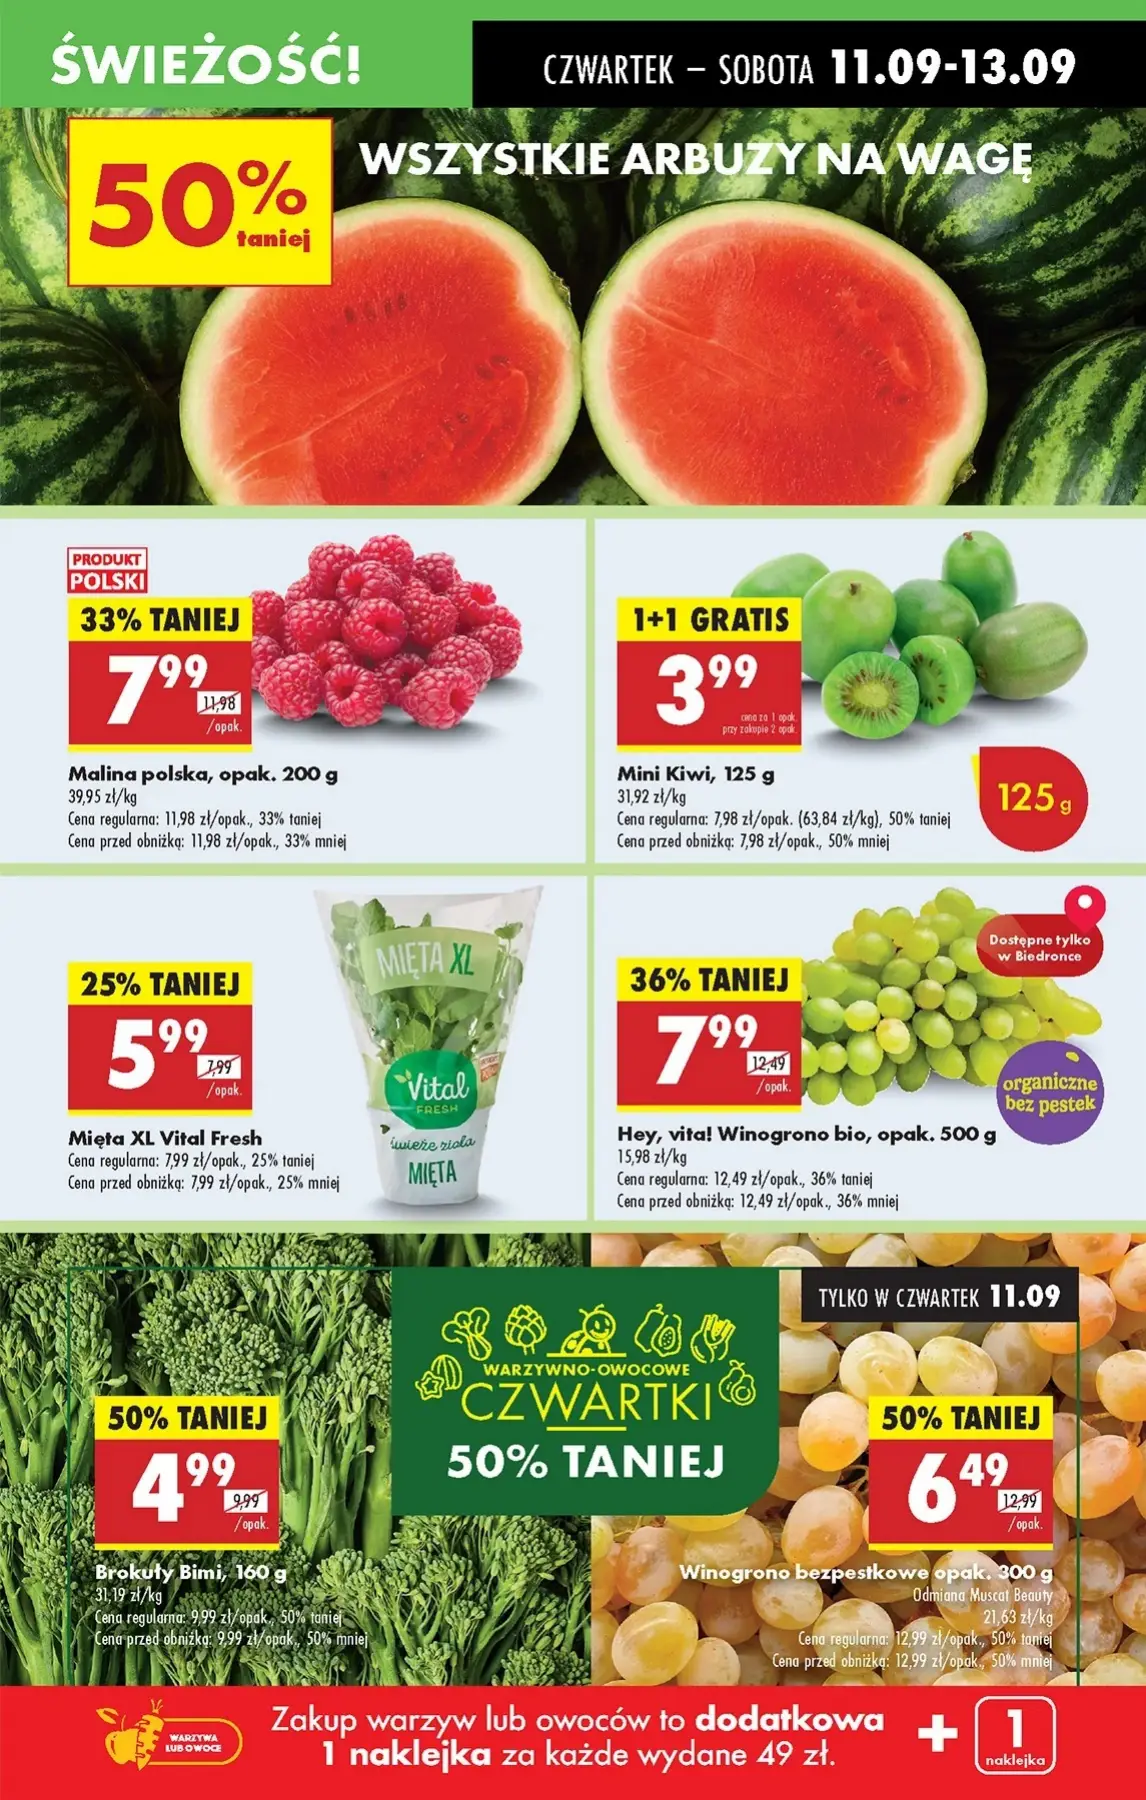 ŚWIEŻOŚĆ!
CZWARTEK – SOBOTA 11.09-13.09
50%
taniej
WSZYSTKIE ARBUZY NA WAGĘ
PRODUKT
POLSKI
33% TANIEJ
7 99
11,98
/opak.
Malina polska, opak. 200 g
39,95 zł/kg
Cena regularna: 11,98 zł/opak., 33% taniej
Cena przed obniżką: 11,98 zł/opak., 33% mniej
1+1 GRATIS
3 99
cena za 1 opak.
przy zakupie 2 opak.
Mini Kiwi, 125 g
31,92 zł/kg
Cena regularna: 7,98 zł/opak. (63,84 zł/kg), 50% taniej
Cena przed obniżką: 7,98 zł/opak., 50% mniej
125 g
25% TANIEJ
5 99
7,99
/opak.
Mięta XL Vital Fresh
Cena regularna: 7,99 zł/opak., 25% taniej
Cena przed obniżką: 7,99 zł/opak., 25% mniej
MIĘTA XL
Vital
FRESH
świeże zioła
MIĘTA
Dostępne tylko
w Biedronce
36% TANIEJ
7 99
12,49
/opak.
organiczne
bez pestek
Hey, vita! Winogrono bio, opak. 500 g
15,98 zł/kg
Cena regularna: 12,49 zł/opak., 36% taniej
Cena przed obniżką: 12,49 zł/opak., 36% mniej
TYLKO W CZWARTEK 11.09
WARZYWNO-OWOCOWE
CZWARTKI
50% TANIEJ
50% TANIEJ
4 99
9,99
/opak.
Brokuły Bimi, 160 g
31,19 zł/kg
Cena regularna: 9,99 zł/opak., 50% taniej
Cena przed obniżką: 9,99 zł/opak., 50% mniej
50% TANIEJ
6 49
12,99
/opak.
Winogrono bezpestkowe opak. 300 g
Odmiana Muscat Beauty
21,63 zł/kg
Cena regularna: 12,99 zł/opak., 50% taniej
Cena przed obniżką: 12,99 zł/opak., 50% mniej
WARZYWA
LUB OWOCE
Zakup warzyw lub owoców to dodatkowa
1 naklejka za każde wydane 49 zł.
+ 1
naklejka